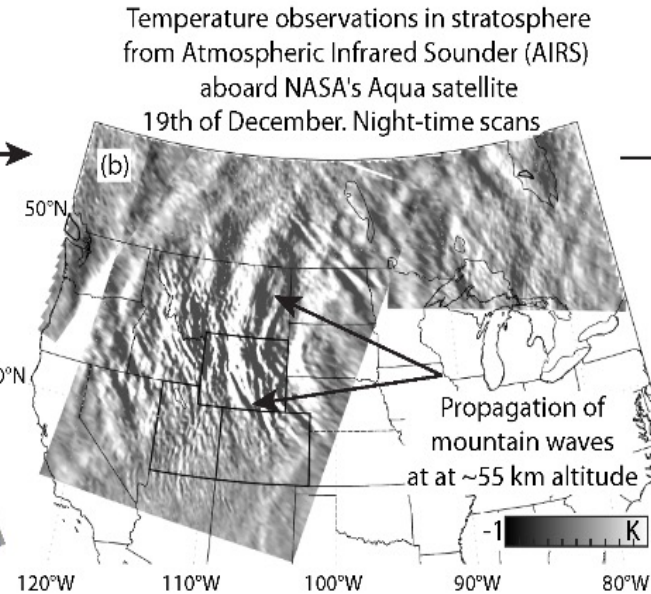 Temperature observations in stratosphere
from Atmospheric Infrared Sounder (AIRS)
aboard NASA's Aqua satellite
19th of December. Night-time scans
(b)
50°N
0°N
Propagation of
mountain waves
at at ~55 km altitude
-1 K
120°W 110°W 100°W 90°W 80°W